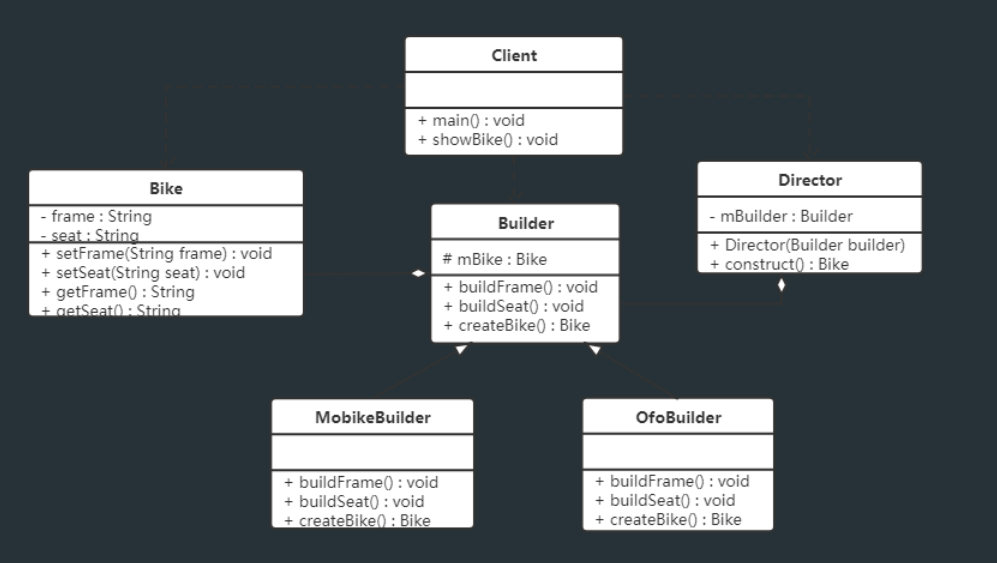 Client
+ main() : void
+ showBike() : void
Bike
- frame : String
- seat : String
+ setFrame(String frame) : void
+ setSeat(String seat) : void
+ getFrame() : String
+ getSeat() : String
Builder
# mBike : Bike
+ buildFrame() : void
+ buildSeat() : void
+ createBike() : Bike
Director
- mBuilder : Builder
+ Director(Builder builder)
+ construct() : Bike
MobikeBuilder
+ buildFrame() : void
+ buildSeat() : void
+ createBike() : Bike
OfoBuilder
+ buildFrame() : void
+ buildSeat() : void
+ createBike() : Bike